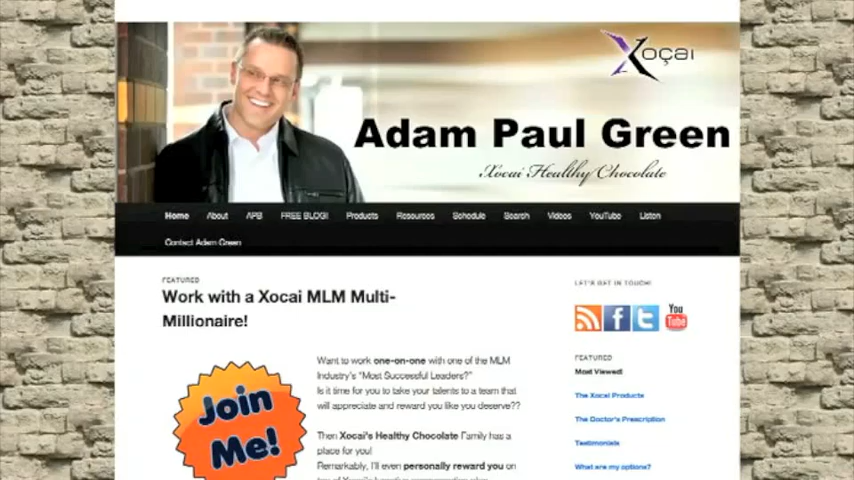 Xoçai
Adam Paul Green
Xocai Healthy Chocolate
Home About APB FREE BLOG! Products Resources Schedule Search Videos YouTube Listen
Contact Adam Green
FEATURED
Work with a Xocai MLM Multi-
Millionaire!
Join
Me!
Want to work one-on-one with one of the MLM
Industry's "Most Successful Leaders?"
Is it time for you to take your talents to a team that
will appreciate and reward you like you deserve??
Then Xocai's Healthy Chocolate Family has a
place for you!
Remarkably, I'll even personally reward you on
LET'S GET IN TOUCH!
You
Tube
FEATURED
Most Viewed!
The Xocai Products
The Doctor's Prescription
Testimonials
What are my options?